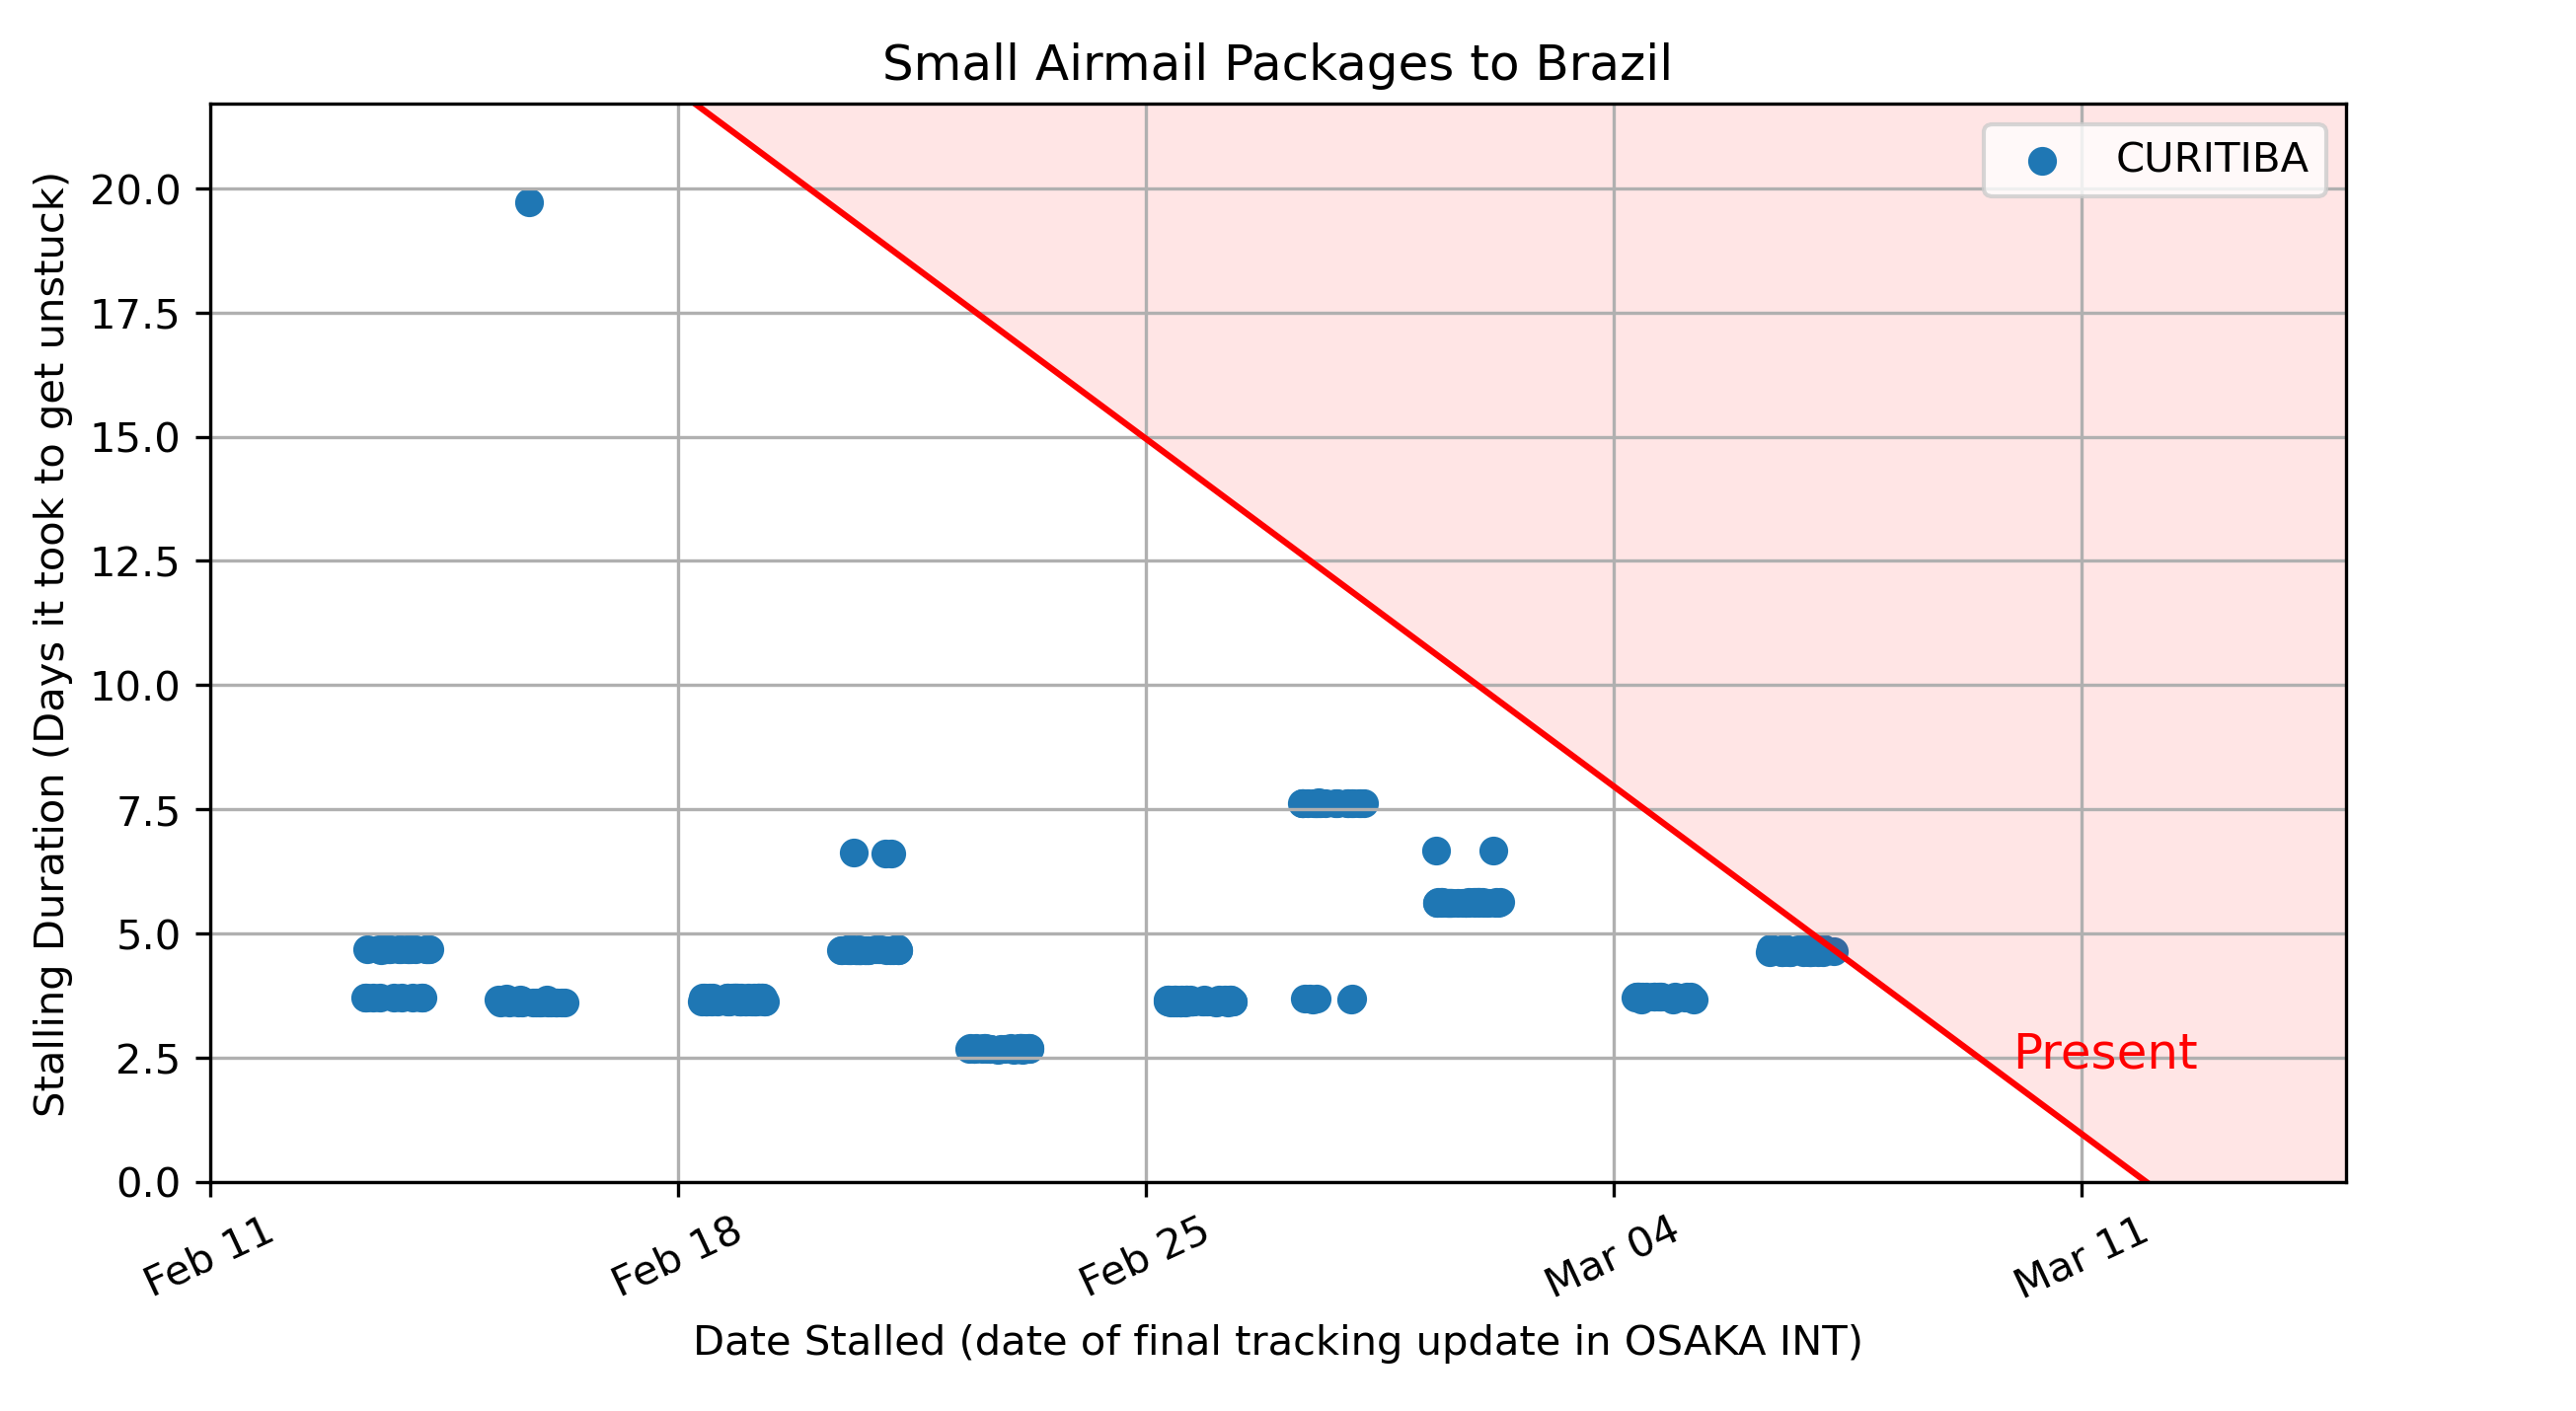 Small Airmail Packages to Brazil
CURITIBA
Stalling Duration (Days it took to get unstuck)
20.0
17.5
15.0
12.5
10.0
7.5
5.0
2.5
0.0
Present
Feb 11
Feb 18
Feb 25
Mar 04
Mar 11
Date Stalled (date of final tracking update in OSAKA INT)